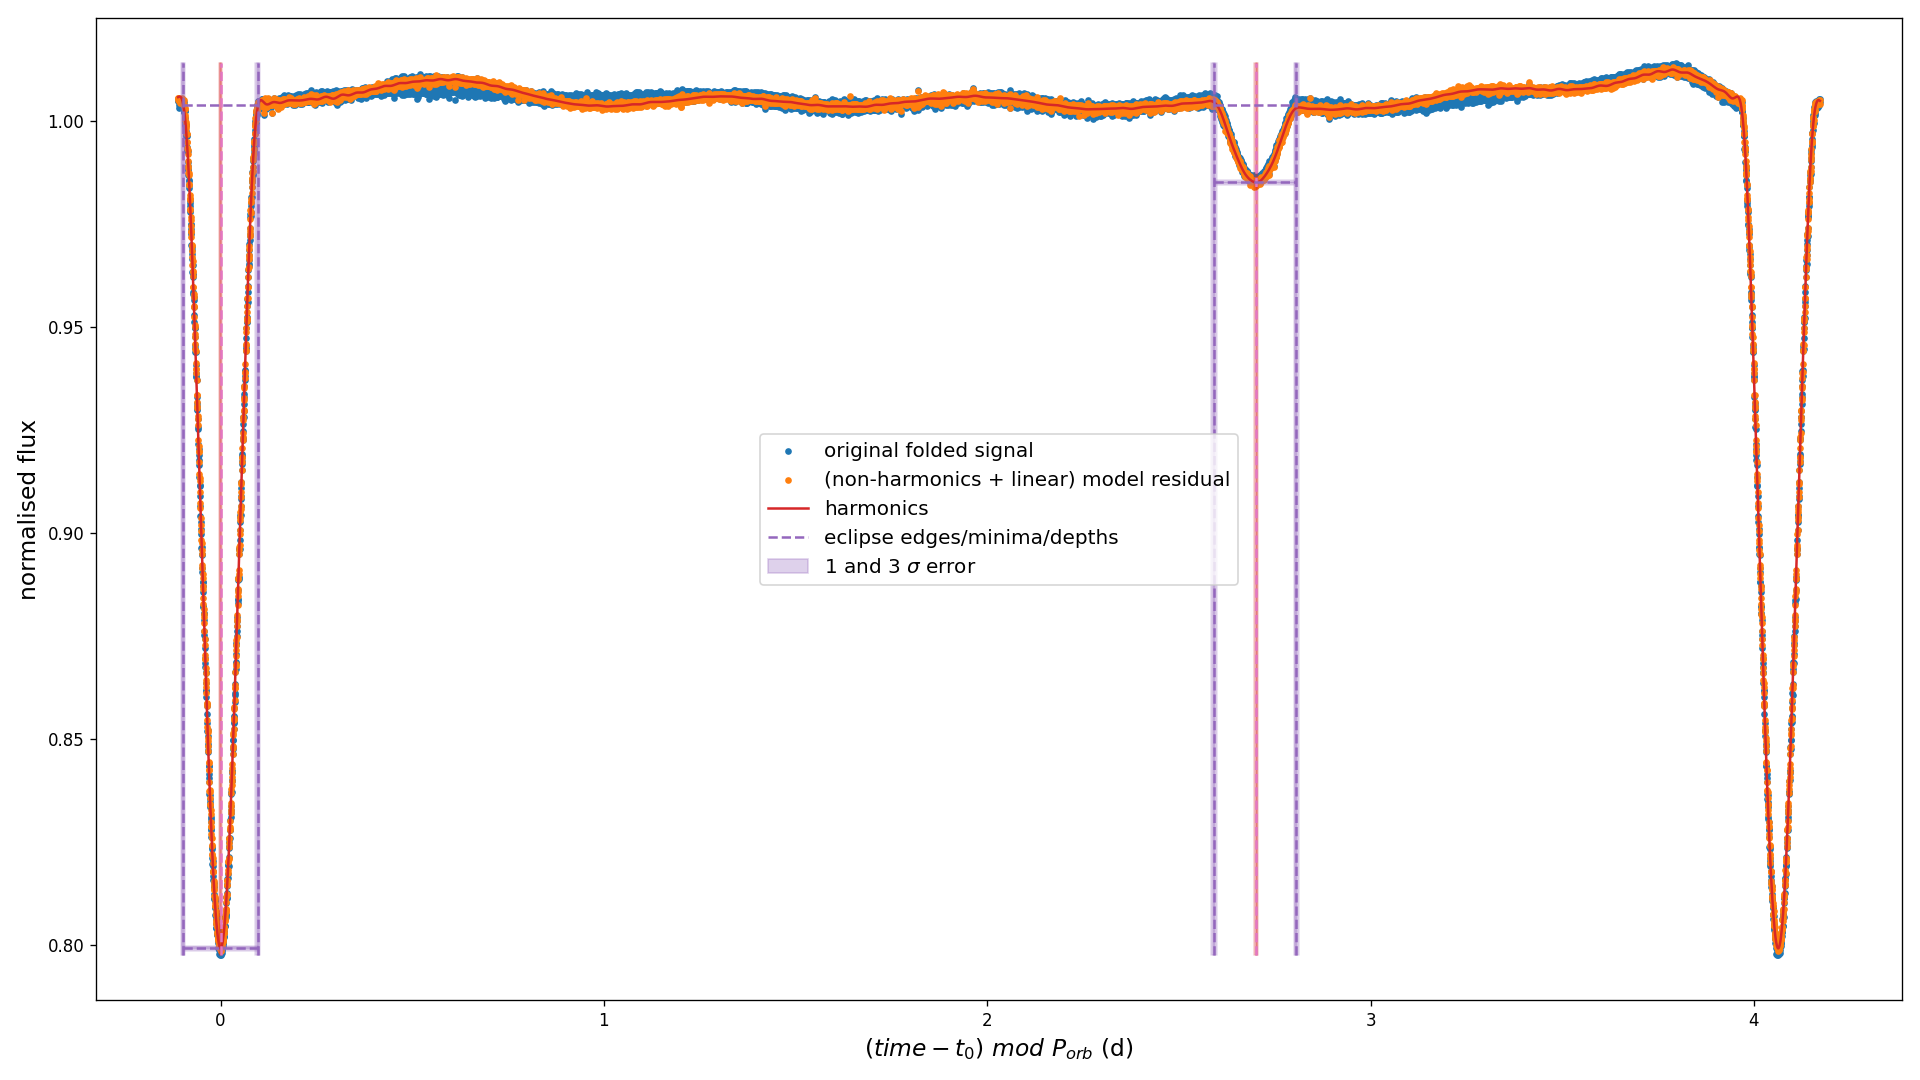 normalised flux
1.00
0.95
0.90
0.85
0.80
original folded signal
(non-harmonics + linear) model residual
harmonics
eclipse edges/minima/depths
1 and 3 σ error
0 1 2 3 4
(time − t₀) mod P_orb (d)